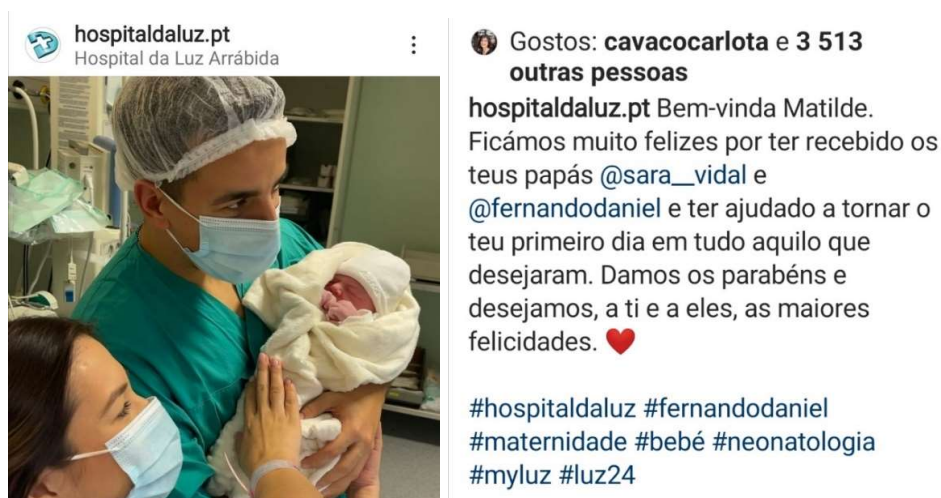 hospitaldaluz.pt
Hospital da Luz Arrábida
Gostos: cavacocarlota e 3 513
outras pessoas
hospitaldaluz.pt Bem-vinda Matilde.
Ficámos muito felizes por ter recebido os
teus papás @sara__vidal e
@fernandodaniel e ter ajudado a tornar o
teu primeiro dia em tudo aquilo que
desejaram. Damos os parabéns e
desejamos, a ti e a eles, as maiores
felicidades. ❤️
#hospitaldaluz #fernandodaniel
#maternidade #bebé #neonatologia
#myluz #luz24